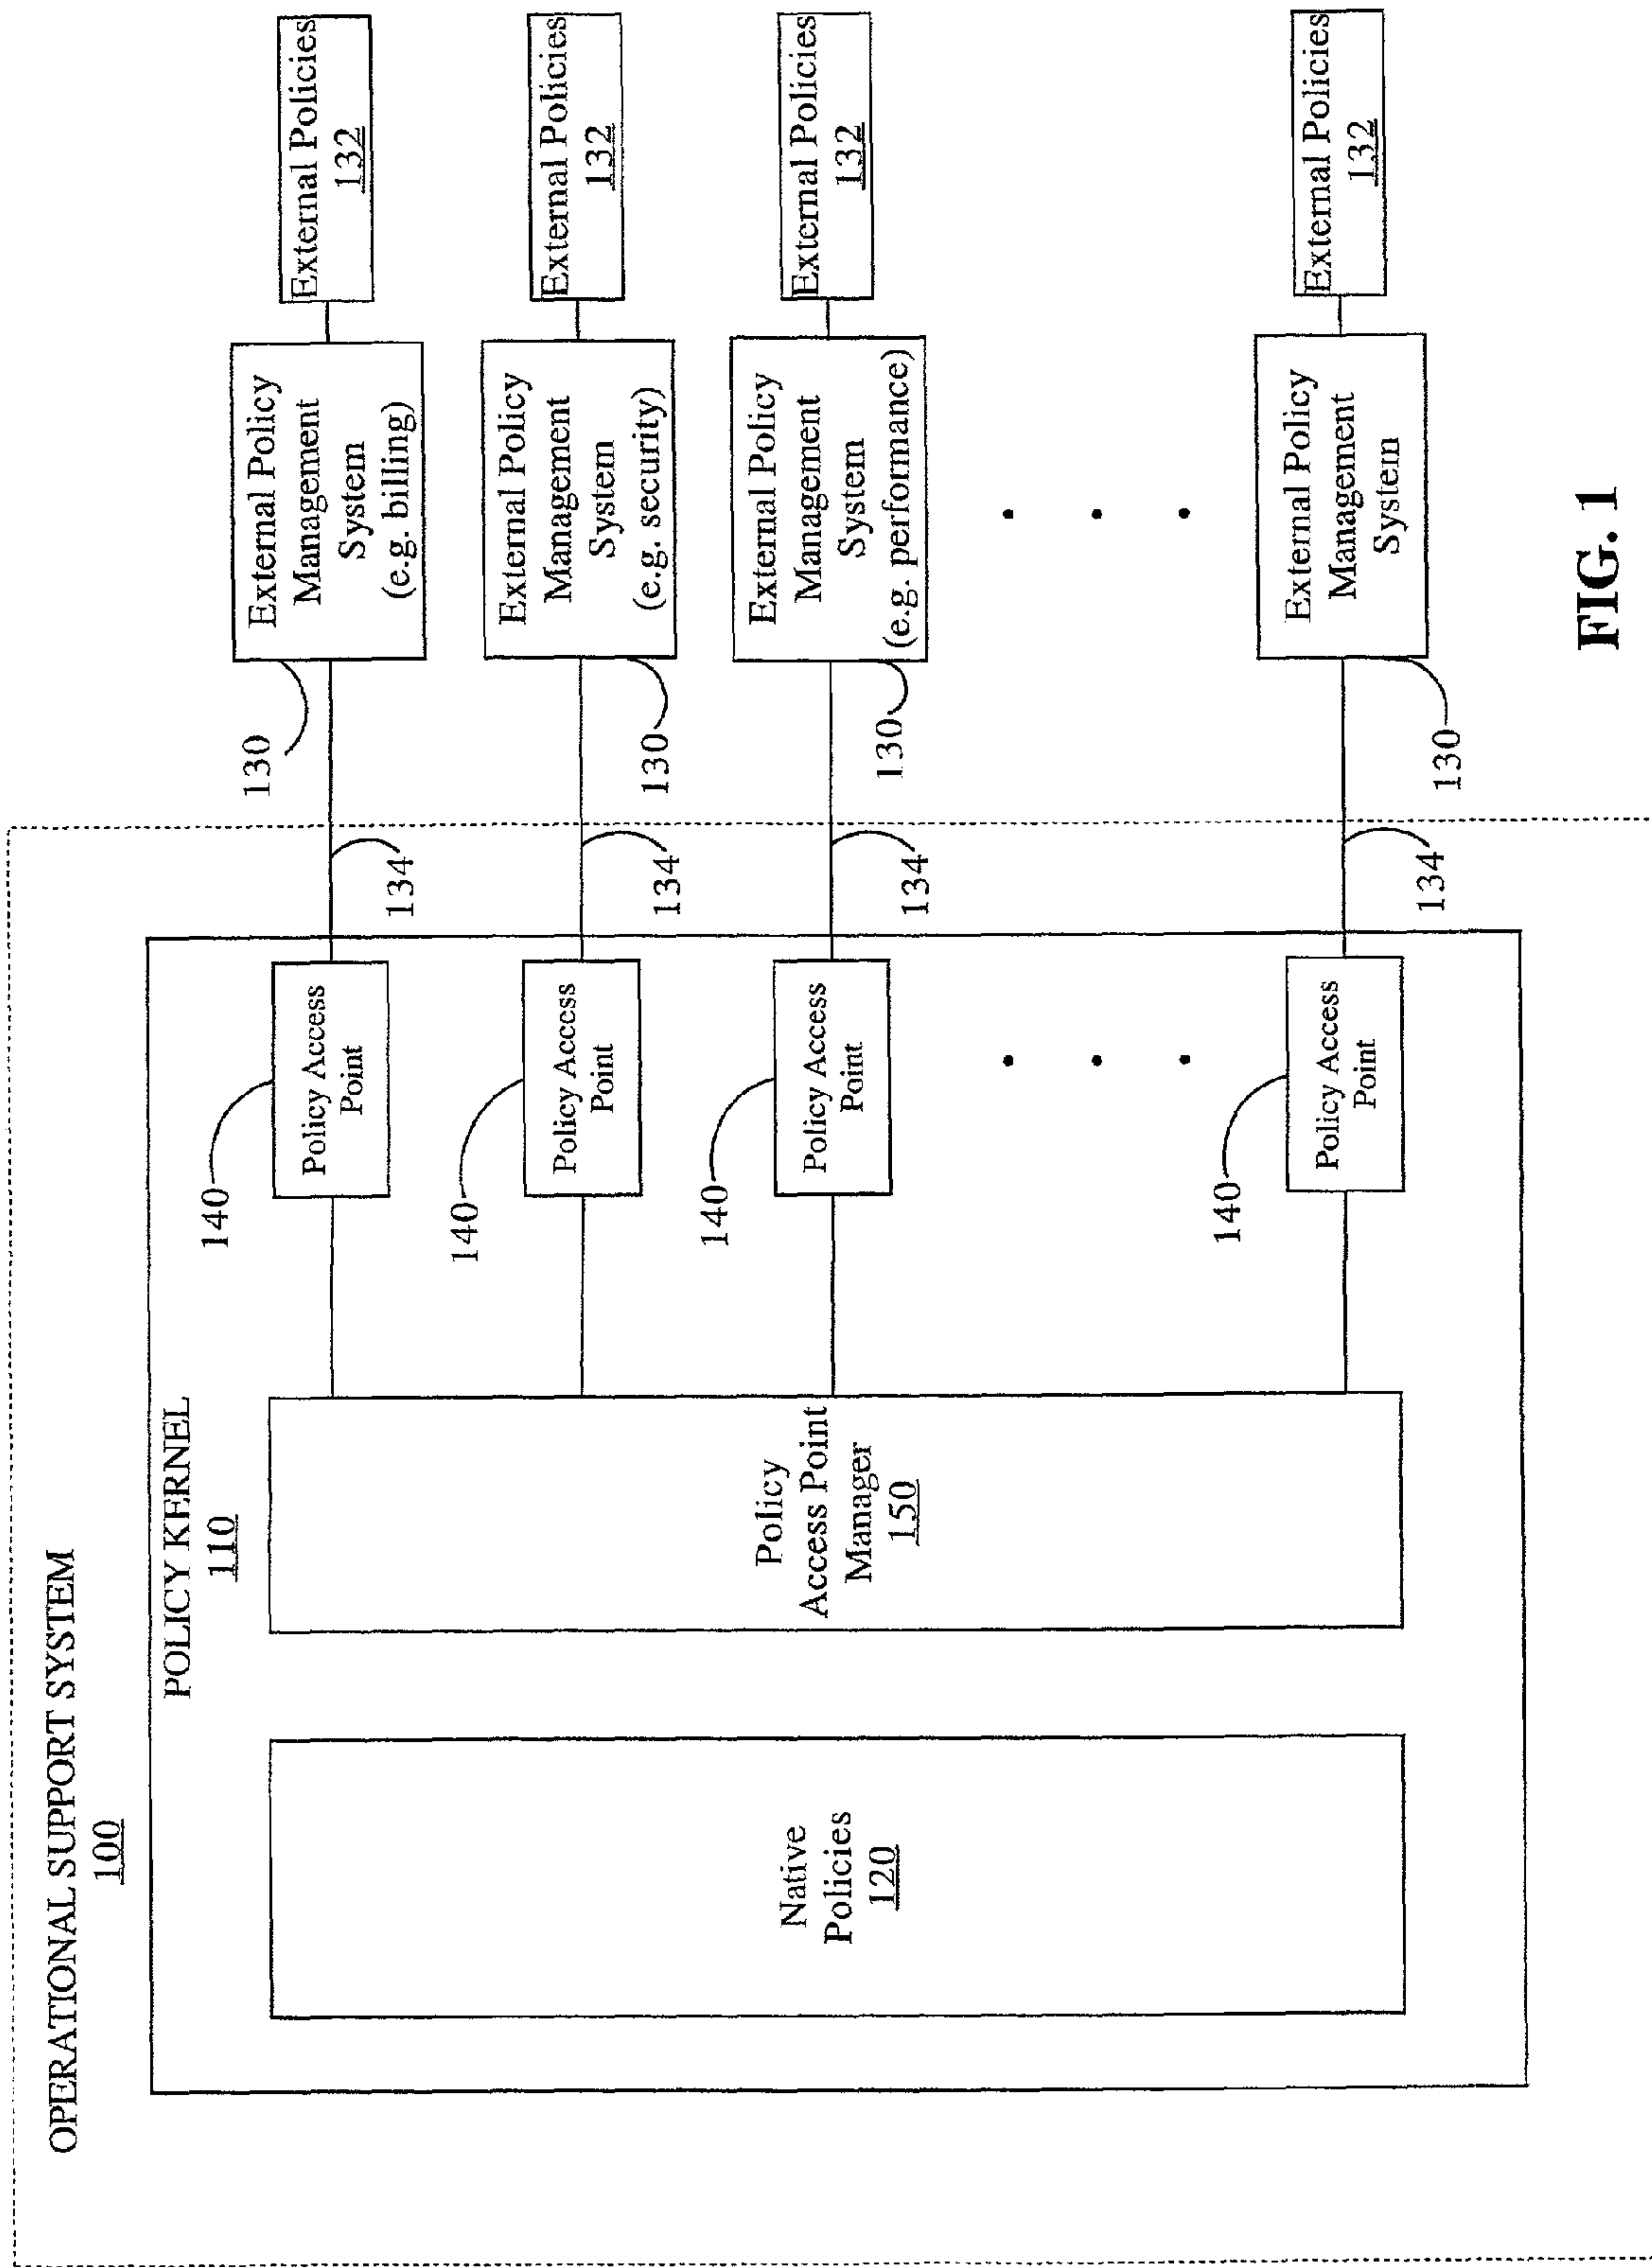 OPERATIONAL SUPPORT SYSTEM
100
POLICY KERNEL
110
Native
Policies
120
Policy
Access Point
Manager
150
140
Policy Access
Point
134
130
External Policy
Management
System
(e.g. billing)
External Policies
132
140
Policy Access
Point
134
130
External Policy
Management
System
(e.g. security)
External Policies
132
140
Policy Access
Point
134
130
External Policy
Management
System
(e.g. performance)
External Policies
132
140
Policy Access
Point
134
130
External Policy
Management
System
External Policies
132
FIG. 1